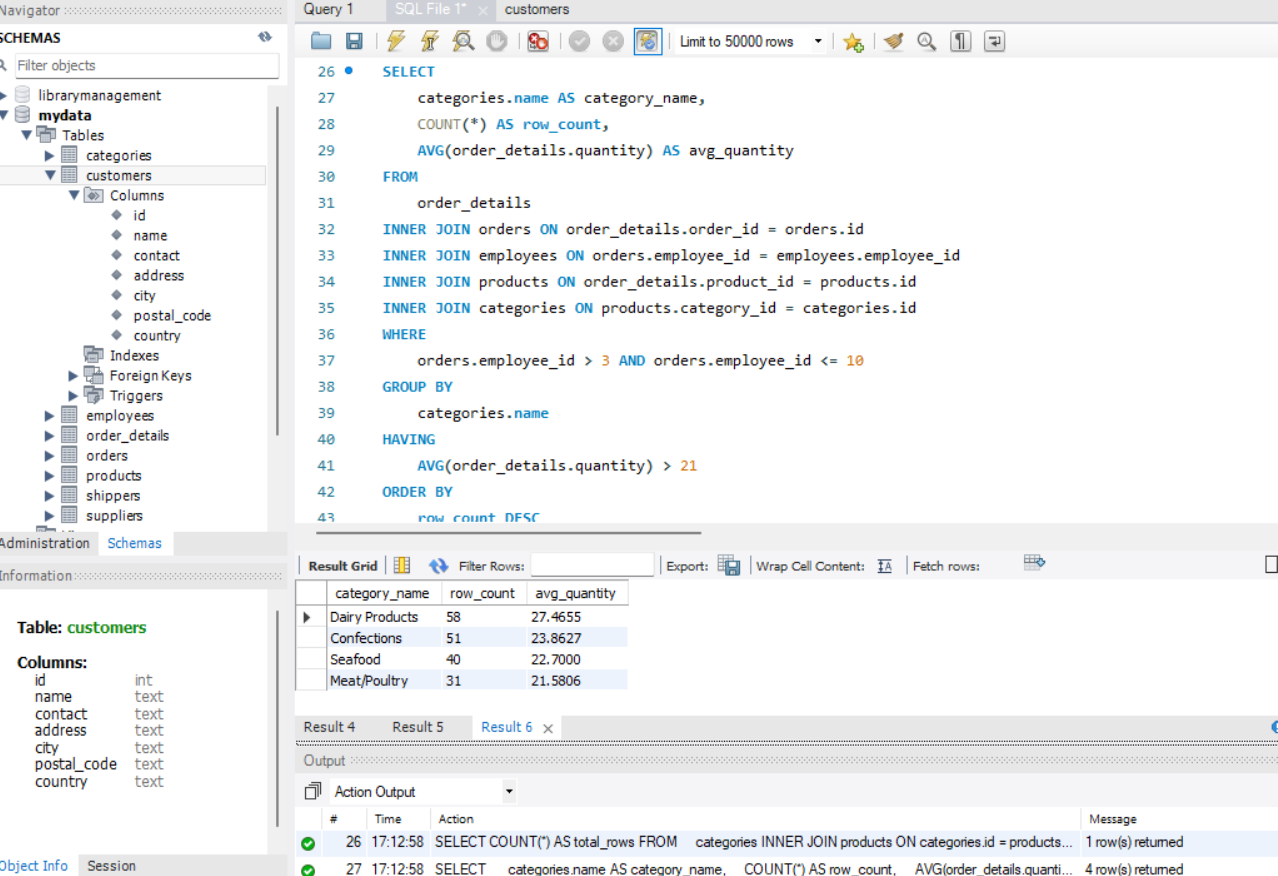 Navigator
SCHEMAS
Filter objects
librarymanagement
mydata
Tables
categories
customers
Columns
id
name
contact
address
city
postal_code
country
Indexes
Foreign Keys
Triggers
employees
order_details
orders
products
shippers
suppliers
Administration Schemas
Information
Table: customers
Columns:
id int
name text
contact text
address text
city text
postal_code text
country text
Object Info Session
Query 1 SQL File 1* customers
Limit to 50000 rows
26 SELECT
27 categories.name AS category_name,
28 COUNT(*) AS row_count,
29 AVG(order_details.quantity) AS avg_quantity
30 FROM
31 order_details
32 INNER JOIN orders ON order_details.order_id = orders.id
33 INNER JOIN employees ON orders.employee_id = employees.employee_id
34 INNER JOIN products ON order_details.product_id = products.id
35 INNER JOIN categories ON products.category_id = categories.id
36 WHERE
37 orders.employee_id > 3 AND orders.employee_id <= 10
38 GROUP BY
39 categories.name
40 HAVING
41 AVG(order_details.quantity) > 21
42 ORDER BY
43 row_count DESC
Result Grid Filter Rows: Export: Wrap Cell Content: Fetch rows:
category_name row_count avg_quantity
Dairy Products 58 27.4655
Confections 51 23.8627
Seafood 40 22.7000
Meat/Poultry 31 21.5806
Result 4 Result 5 Result 6
Output
Action Output
# Time Action Message
26 17:12:58 SELECT COUNT(*) AS total_rows FROM categories INNER JOIN products ON categories.id = products... 1 row(s) returned
27 17:12:58 SELECT categories.name AS category_name, COUNT(*) AS row_count, AVG(order_details.quanti... 4 row(s) returned